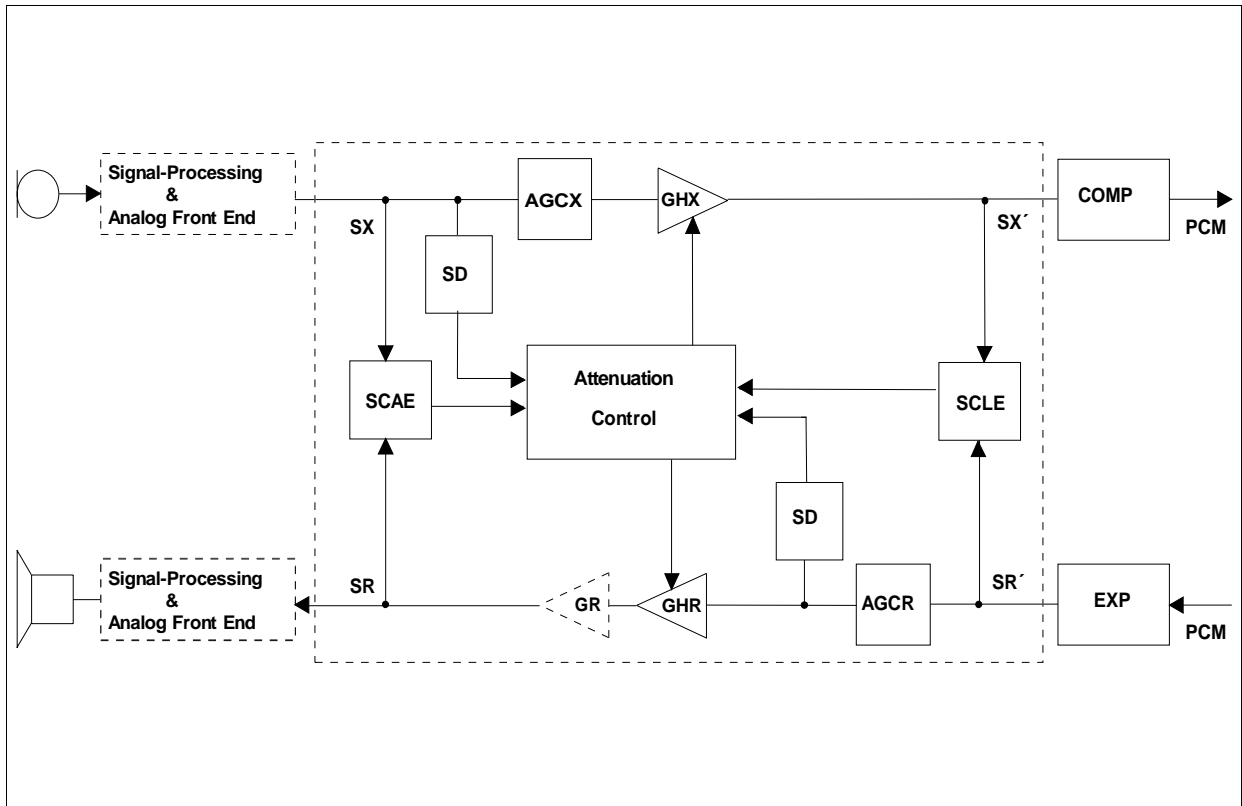 Signal-Processing
&
Analog Front End
SX
SD
AGCX
GHX
SX´
COMP
PCM
SCAE
Attenuation
Control
SCLE
SD
Signal-Processing
&
Analog Front End
SR
GR
GHR
AGCR
SR´
EXP
PCM